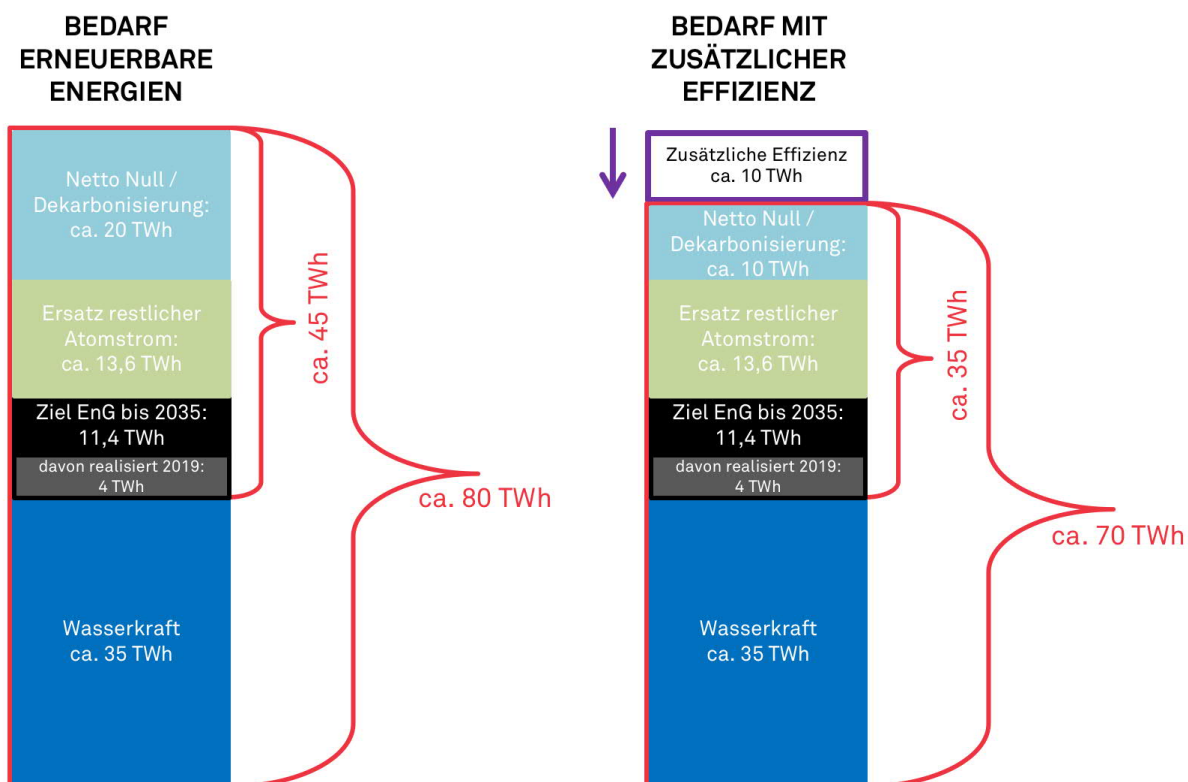 BEDARF
ERNEUERBARE
ENERGIEN
Netto Null /
Dekarbonisierung:
ca. 20 TWh
Ersatz restlicher
Atomstrom:
ca. 13,6 TWh
Ziel EnG bis 2035:
11,4 TWh
davon realisiert 2019:
4 TWh
Wasserkraft
ca. 35 TWh
ca. 45 TWh
ca. 80 TWh
BEDARF MIT
ZUSÄTZLICHER
EFFIZIENZ
Zusätzliche Effizienz
ca. 10 TWh
Netto Null /
Dekarbonisierung:
ca. 10 TWh
Ersatz restlicher
Atomstrom:
ca. 13,6 TWh
Ziel EnG bis 2035:
11,4 TWh
davon realisiert 2019:
4 TWh
Wasserkraft
ca. 35 TWh
ca. 35 TWh
ca. 70 TWh